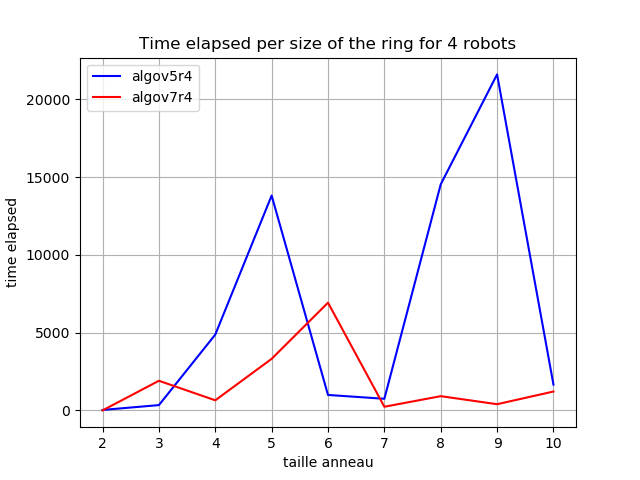 Time elapsed per size of the ring for 4 robots
algov5r4
algov7r4
20000
15000
10000
5000
0
time elapsed
2 3 4 5 6 7 8 9 10
taille anneau